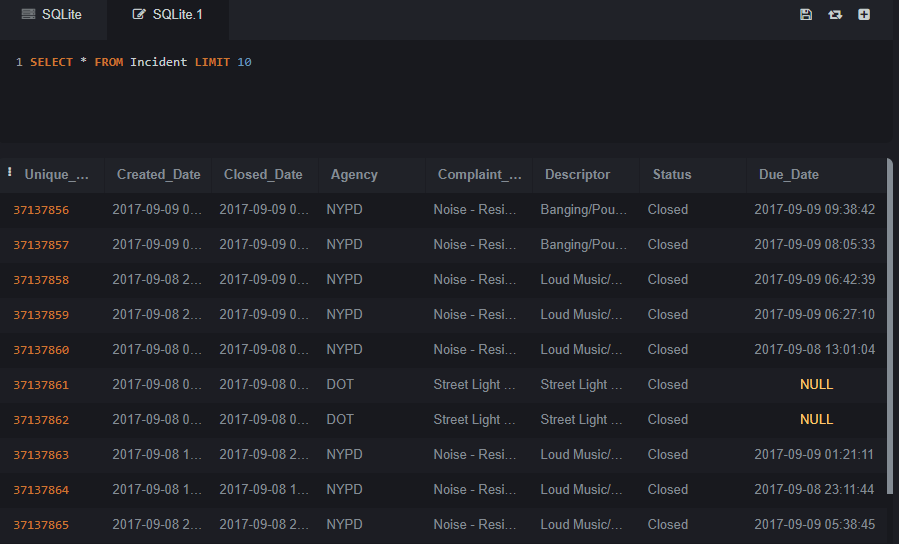 SQLite SQLite.1
1 SELECT * FROM Incident LIMIT 10
Unique_... Created_Date Closed_Date Agency Complaint_... Descriptor Status Due_Date
37137856 2017-09-09 0... 2017-09-09 0... NYPD Noise - Resi... Banging/Pou... Closed 2017-09-09 09:38:42
37137857 2017-09-09 0... 2017-09-09 0... NYPD Noise - Resi... Banging/Pou... Closed 2017-09-09 08:05:33
37137858 2017-09-08 2... 2017-09-09 0... NYPD Noise - Resi... Loud Music/... Closed 2017-09-09 06:42:39
37137859 2017-09-08 2... 2017-09-09 0... NYPD Noise - Resi... Loud Music/... Closed 2017-09-09 06:27:10
37137860 2017-09-08 0... 2017-09-08 0... NYPD Noise - Resi... Loud Music/... Closed 2017-09-08 13:01:04
37137861 2017-09-08 0... 2017-09-08 0... DOT Street Light ... Street Light ... Closed NULL
37137862 2017-09-08 0... 2017-09-08 0... DOT Street Light ... Street Light ... Closed NULL
37137863 2017-09-08 1... 2017-09-08 2... NYPD Noise - Resi... Loud Music/... Closed 2017-09-09 01:21:11
37137864 2017-09-08 1... 2017-09-08 1... NYPD Noise - Resi... Loud Music/... Closed 2017-09-08 23:11:44
37137865 2017-09-08 2... 2017-09-08 2... NYPD Noise - Resi... Loud Music/... Closed 2017-09-09 05:38:45